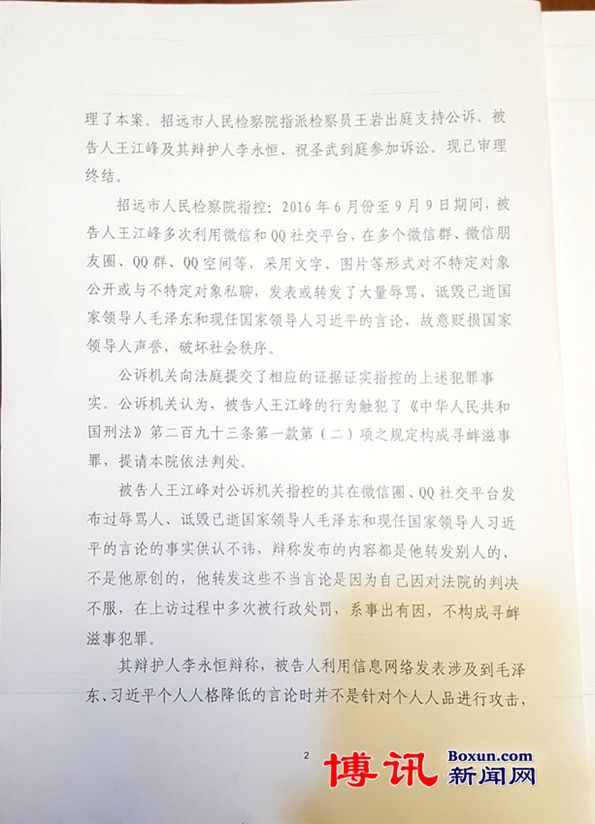 理了本案。招远市人民检察院指派检察员王岩出庭支持公诉。被
告人王江峰及其辩护人李永恒、祝圣武到庭参加诉讼。现已审理
终结。
招远市人民检察院指控：2016年6月份至9月9日期间，被
告人王江峰多次利用微信和QQ社交平台，在多个微信群、微信朋
友圈、QQ群、QQ空间等，采用文字、图片等形式对不特定对象
公开或与不特定对象私聊，发表或转发了大量辱骂、诋毁已逝国
家领导人毛泽东和现任国家领导人习近平的言论，故意贬损国家
领导人声誉，破坏社会秩序。
公诉机关向法庭提交了相应的证据证实指控的上述犯罪事
实。公诉机关认为，被告人王江峰的行为触犯了《中华人民共和
国刑法》第二百九十三条第一款第（二）项之规定构成寻衅滋事
罪，提请本院依法判处。
被告人王江峰对公诉机关指控的其在微信圈、QQ社交平台发
布过辱骂人、诋毁已逝国家领导人毛泽东和现任国家领导人习近
平的言论的事实供认不讳，辩称发布的内容都是他转发别人的，
不是他原创的，他转发这些不当言论是因为自己因对法院的判决
不服，在上访过程中多次被行政处罚，系事出有因，不构成寻衅
滋事犯罪。
其辩护人李永恒辩称，被告人利用信息网络发表涉及到毛泽
东、习近平个人人格降低的言论时并不是针对个人人品进行攻击，
2
博讯 Boxun.com
新闻网